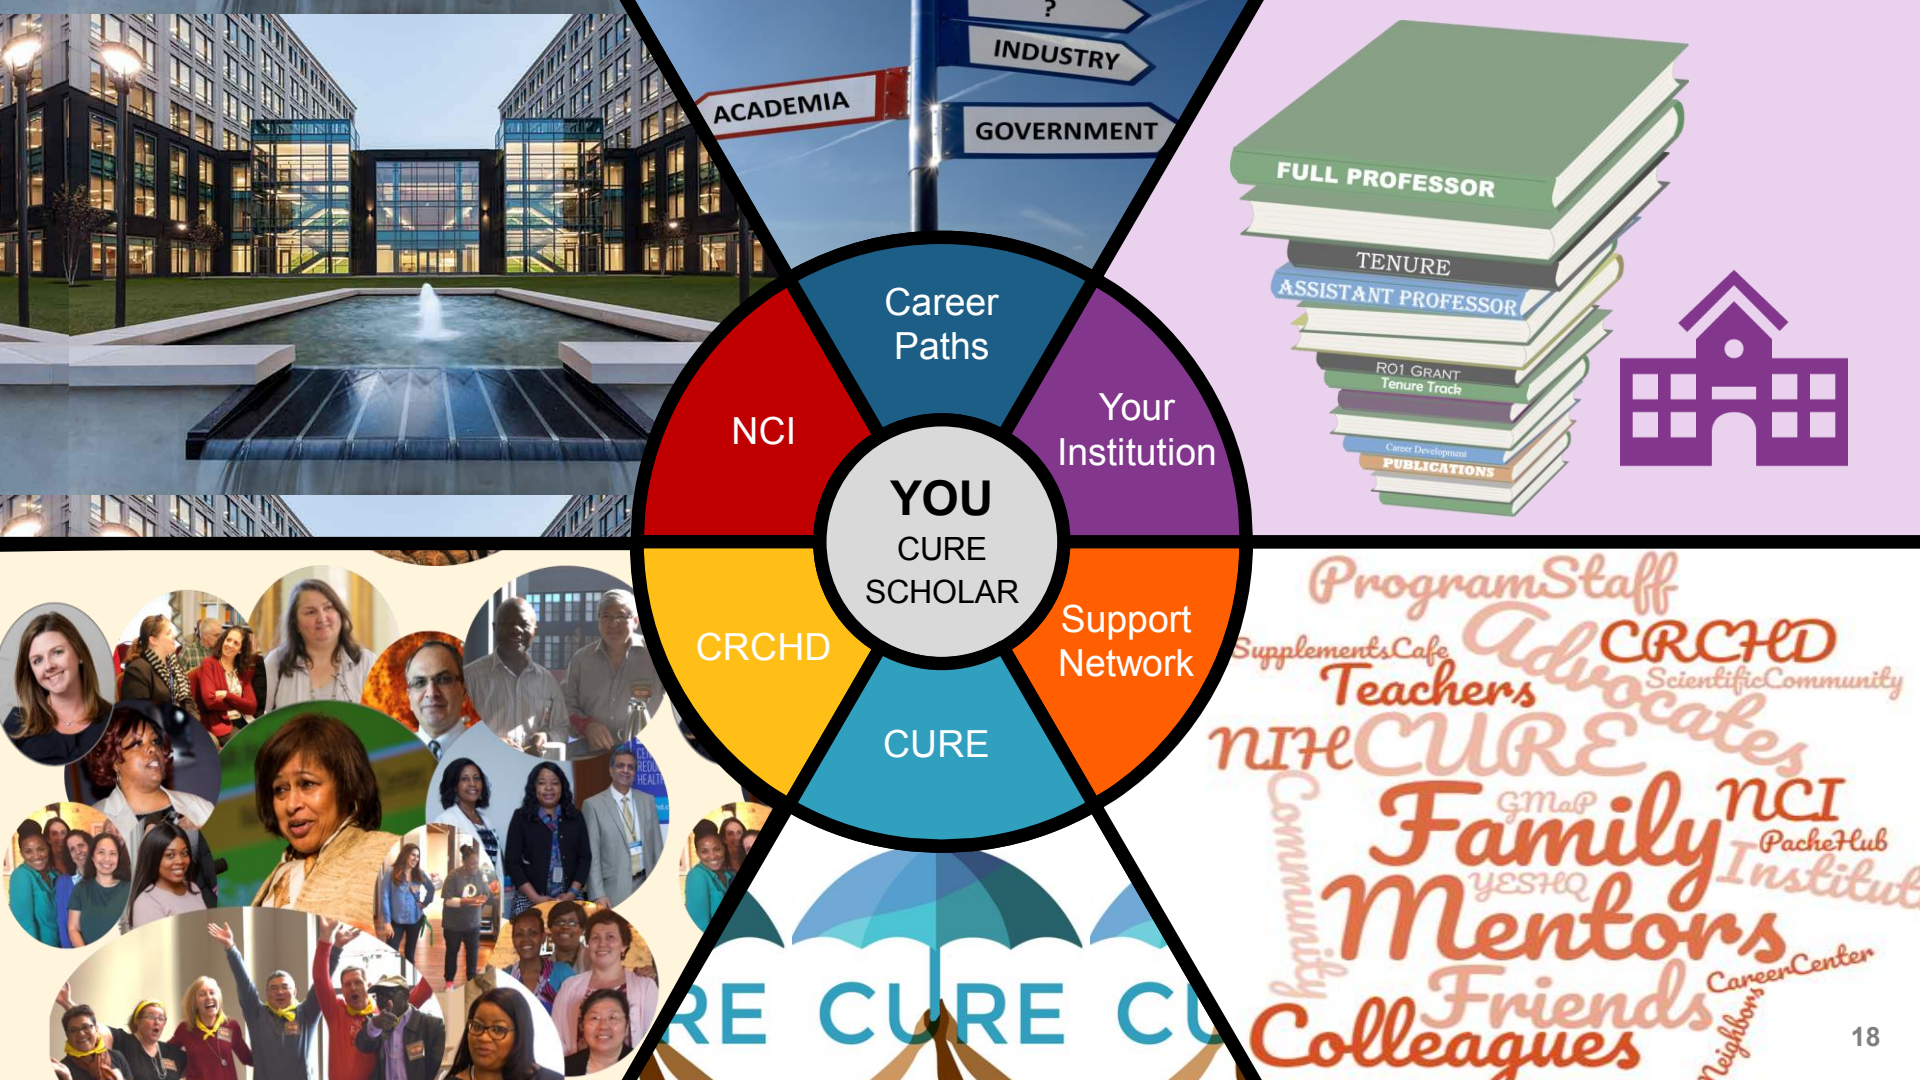 ?
INDUSTRY
ACADEMIA
GOVERNMENT
FULL PROFESSOR
TENURE
ASSISTANT PROFESSOR
RO1 GRANT
Tenure Track
Career Development
PUBLICATIONS
Career
Paths
Your
Institution
NCI
YOU
CURE
SCHOLAR
CRCHD
Support
Network
CURE
ProgramStaff
Advocates
CRCHD
SupplementsCafe
ScientificCommunity
Teachers
NIH
CURE
Community
GMaP
NCI
Family
PacheHub
Institut
YESHQ
Mentors
CareerCenter
Friends
Neighbors
Colleagues
RE CURE CU
18